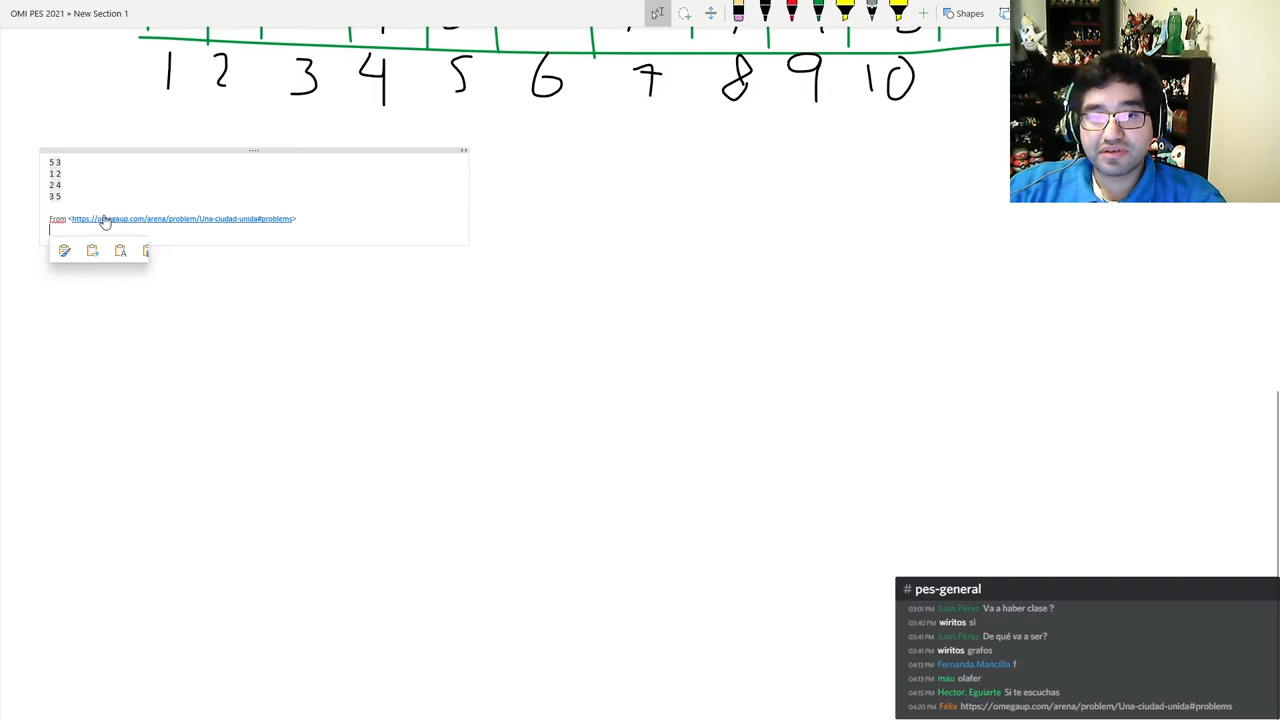 OMI PES 2021 » New Section 1
Shapes
1 2 3 4 5 6 7 8 9 10
5 3
1 2
2 4
3 5
From <https://omegaup.com/arena/problem/Una-ciudad-unida#problems>
# pes-general
03:01 PM Juan.Pérez Va a haber clase ?
03:40 PM wiritos si
03:41 PM Juan.Pérez De qué va a ser?
03:41 PM wiritos grafos
04:13 PM Fernanda.Mancilla f
04:13 PM mau olafer
04:15 PM Hector. Eguiarte Si te escuchas
04:20 PM Félix https://omegaup.com/arena/problem/Una-ciudad-unida#problems